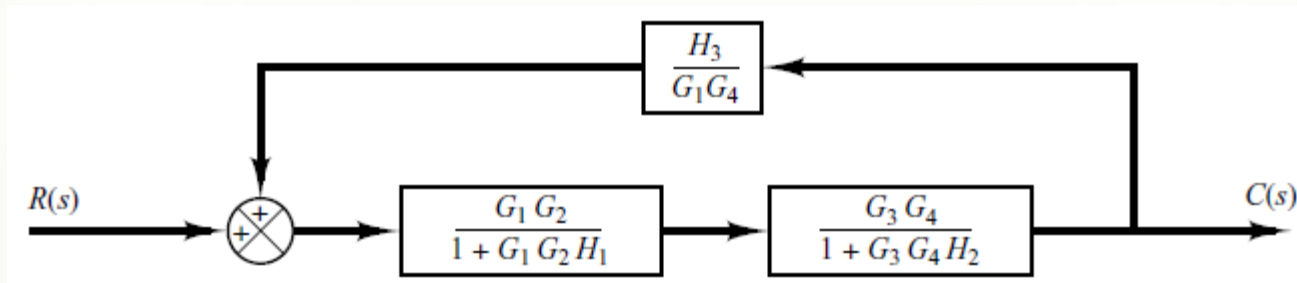 H₃
G₁G₄
R(s)
+
+
G₁ G₂
1 + G₁ G₂ H₁
G₃ G₄
1 + G₃ G₄ H₂
C(s)